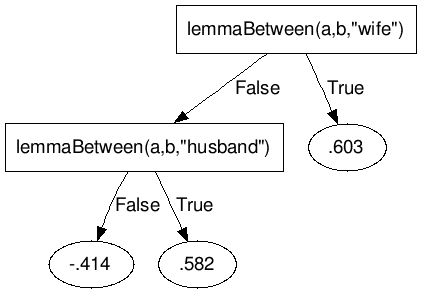 lemmaBetween(a,b,"wife")
False
True
lemmaBetween(a,b,"husband")
.603
False
True
-.414
.582